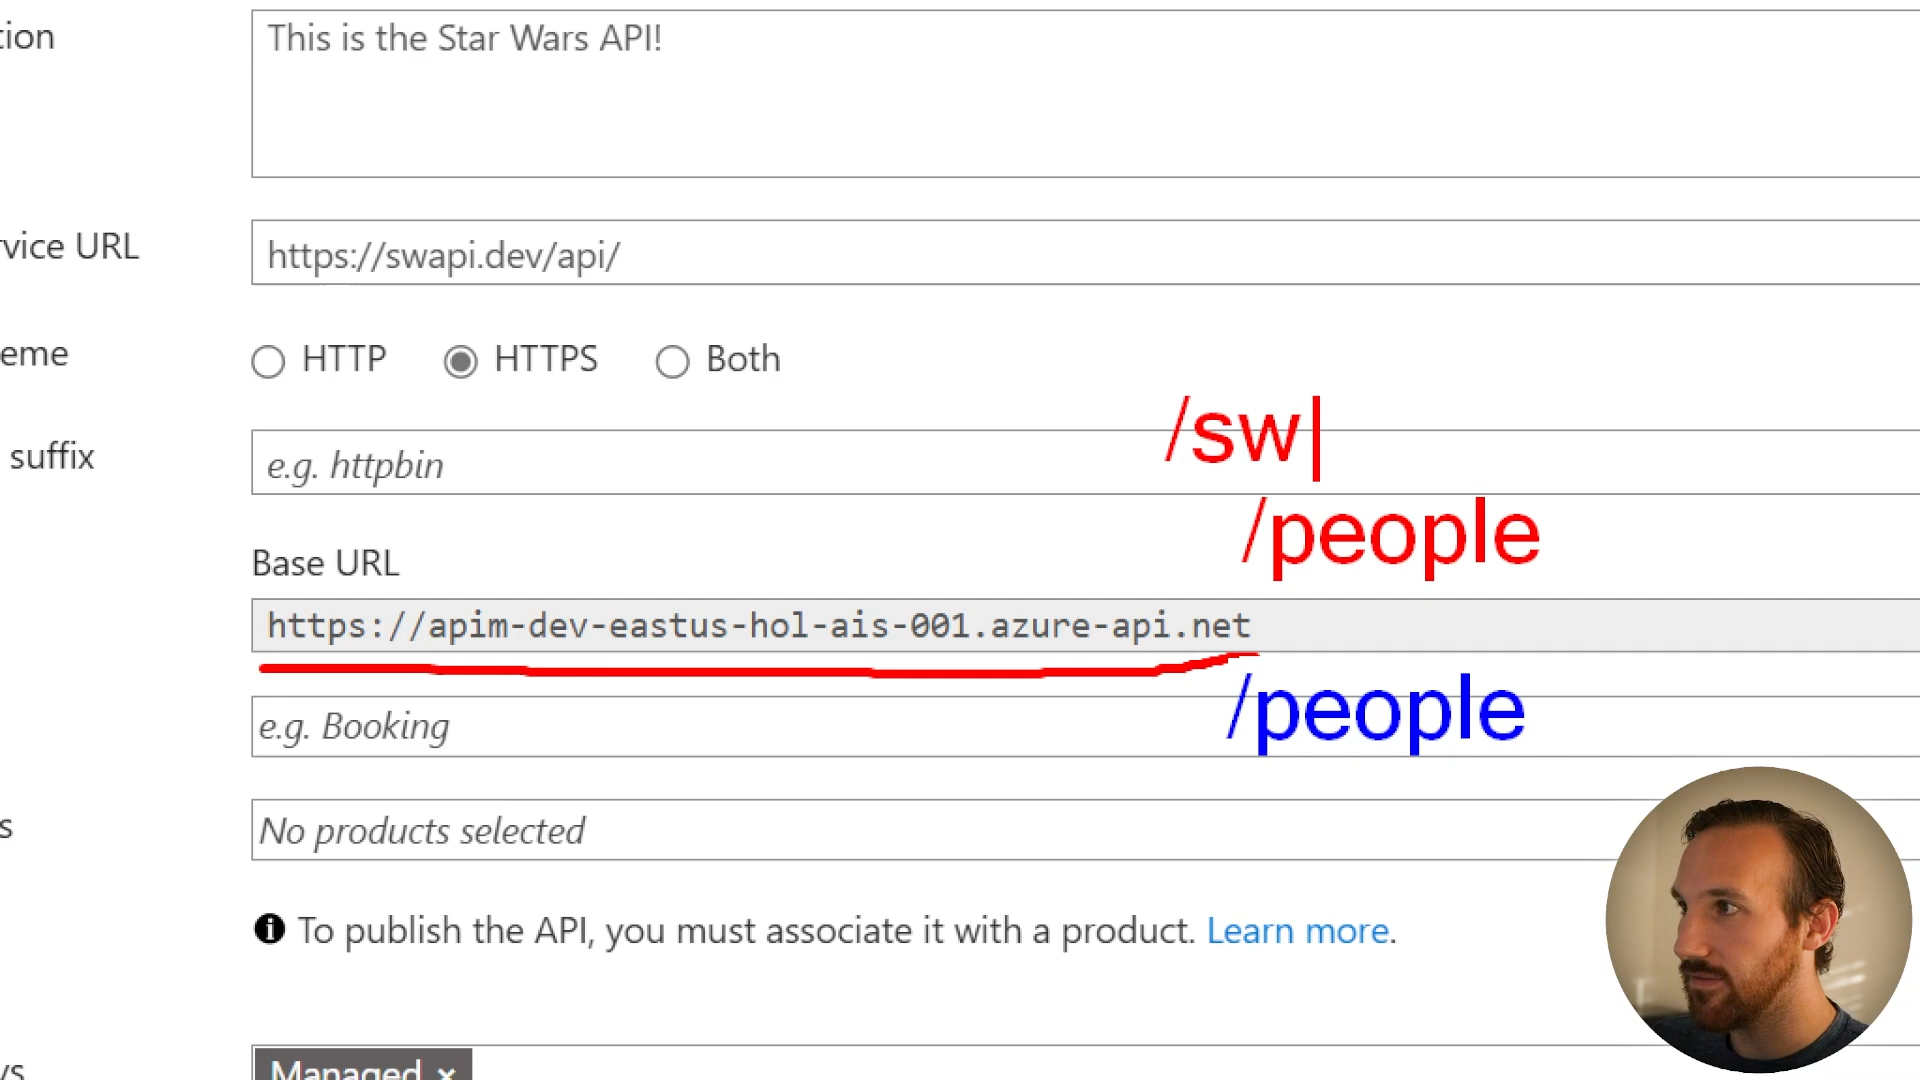 tion
This is the Star Wars API!
rvice URL
https://swapi.dev/api/
eme
HTTP HTTPS Both
/sw
suffix
e.g. httpbin
/people
Base URL
https://apim-dev-eastus-hol-ais-001.azure-api.net
/people
e.g. Booking
s
No products selected
To publish the API, you must associate it with a product. Learn more.
ys
Managed ×